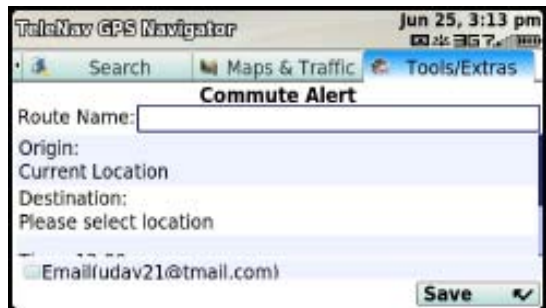 TeleNav GPS Navigator
Jun 25, 3:13 pm
3G
Search
Maps & Traffic
Tools/Extras
Commute Alert
Route Name:
Origin:
Current Location
Destination:
Please select location
Email(udav21@tmail.com)
Save